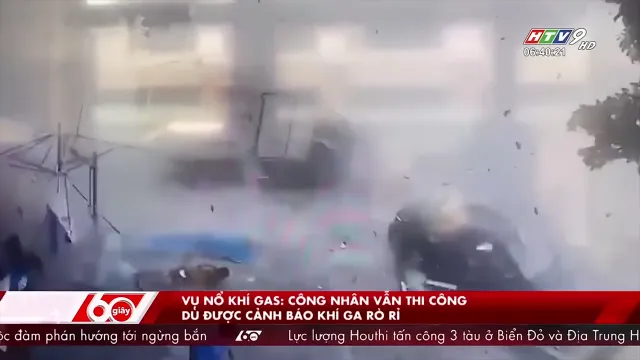 HTV9 HD
06:40:21
VỤ NỔ KHÍ GAS: CÔNG NHÂN VẪN THI CÔNG
DÙ ĐƯỢC CẢNH BÁO KHÍ GA RÒ RỈ
60 giây
ộc đàm phán hướng tới ngừng bắn Lực lượng Houthi tấn công 3 tàu ở Biển Đỏ và Địa Trung H